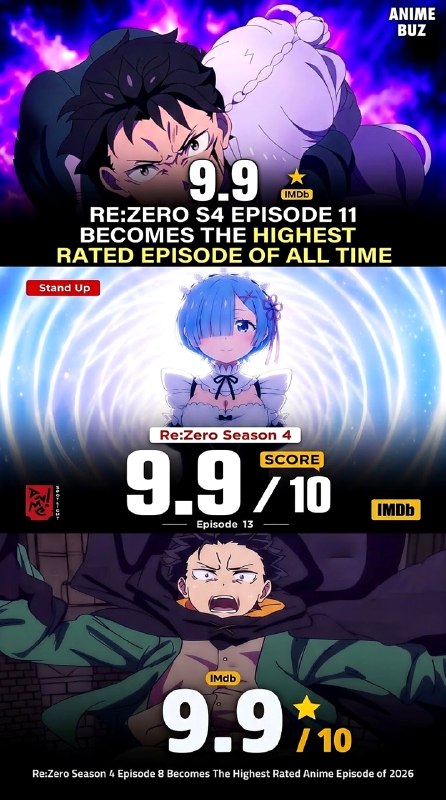 ANIME
BUZ
9.9
IMDb
RE:ZERO S4 EPISODE 11
BECOMES THE HIGHEST
RATED EPISODE OF ALL TIME
Stand Up
Re:Zero Season 4
9.9 / 10
SCORE
IMDb
SPOTLIGHT
Episode 13
IMdb
9.9 / 10
Re:Zero Season 4 Episode 8 Becomes The Highest Rated Anime Episode of 2026